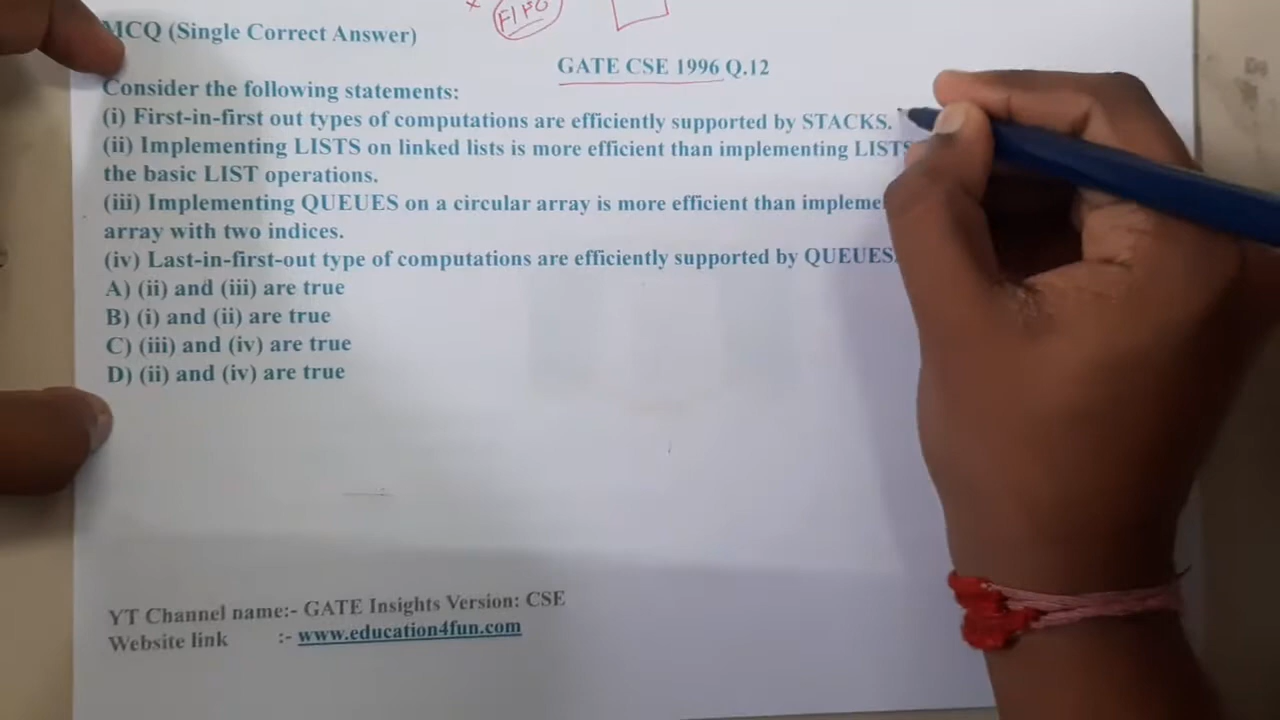 FIFO
MCQ (Single Correct Answer)
GATE CSE 1996 Q.12
Consider the following statements:
(i) First-in-first out types of computations are efficiently supported by STACKS.
(ii) Implementing LISTS on linked lists is more efficient than implementing LISTS
the basic LIST operations.
(iii) Implementing QUEUES on a circular array is more efficient than
array with two indices.
(iv) Last-in-first-out type of computations are efficiently supported by QUEUES.
A) (ii) and (iii) are true
B) (i) and (ii) are true
C) (iii) and (iv) are true
D) (ii) and (iv) are true
YT Channel name:- GATE Insights Version: CSE
Website link :- www.education4fun.com